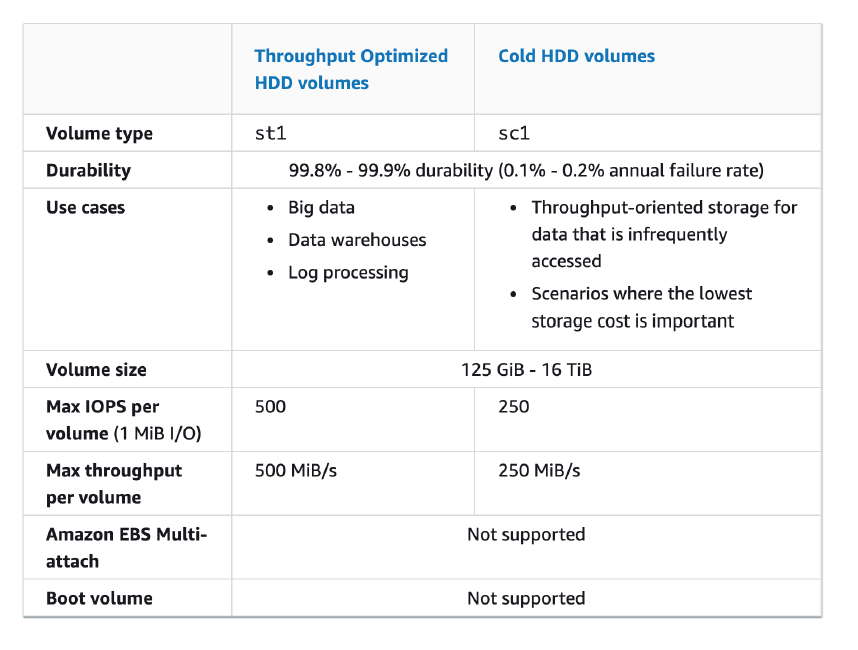 Throughput Optimized
HDD volumes
Cold HDD volumes
Volume type
st1
sc1
Durability
99.8% - 99.9% durability (0.1% - 0.2% annual failure rate)
Use cases
• Big data
• Data warehouses
• Log processing
• Throughput-oriented storage for
data that is infrequently
accessed
• Scenarios where the lowest
storage cost is important
Volume size
125 GiB - 16 TiB
Max IOPS per
volume (1 MiB I/O)
500
250
Max throughput
per volume
500 MiB/s
250 MiB/s
Amazon EBS Multi-
attach
Not supported
Boot volume
Not supported